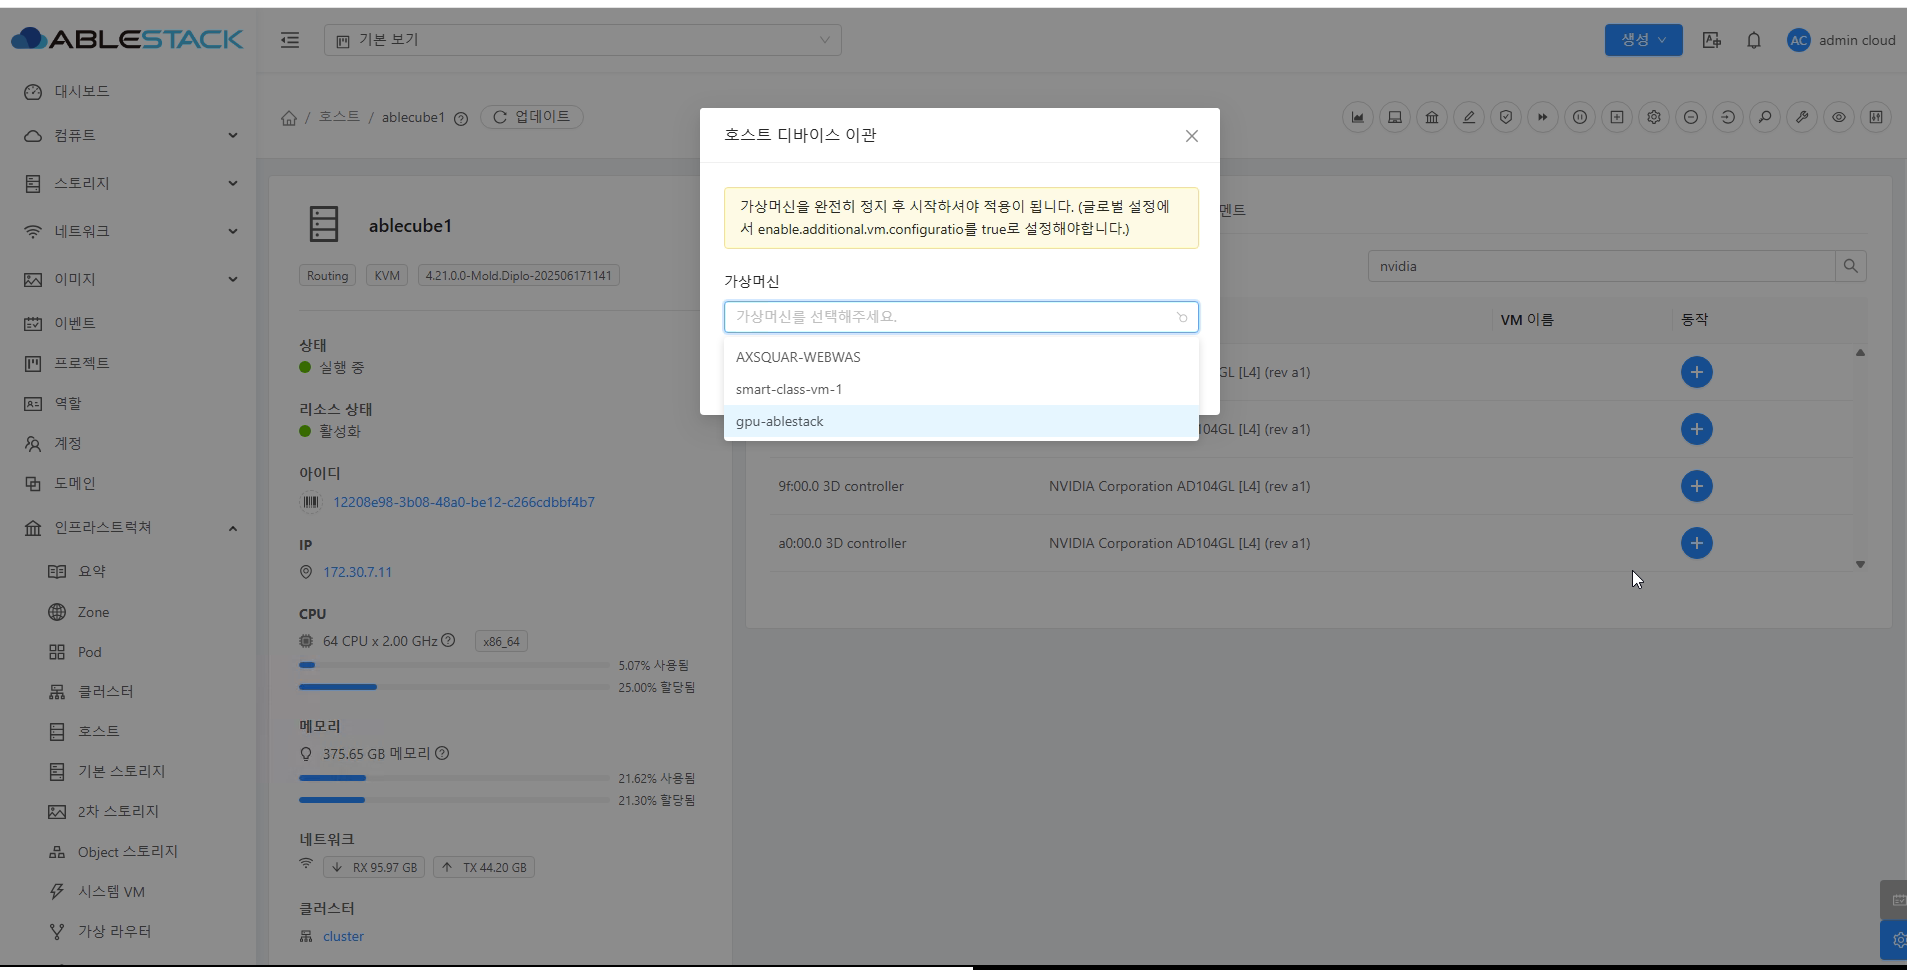 ABLESTACK
기본 보기
생성
AC
admin cloud
대시보드
컴퓨트
스토리지
네트워크
이미지
이벤트
프로젝트
역할
계정
도메인
인프라스트럭쳐
요약
Zone
Pod
클러스터
호스트
기본 스토리지
2차 스토리지
Object 스토리지
시스템 VM
가상 라우터
/ 호스트 / ablecube1
업데이트
ablecube1
Routing
KVM
4.21.0.0-Mold.Diplo-202506171141
상태
실행 중
리소스 상태
활성화
아이디
12208e98-3b08-48a0-be12-c266cdbbf4b7
IP
172.30.7.11
CPU
64 CPU x 2.00 GHz
x86_64
5.07% 사용됨
25.00% 할당됨
메모리
375.65 GB 메모리
21.62% 사용됨
21.30% 할당됨
네트워크
RX 95.97 GB
TX 44.20 GB
클러스터
cluster
호스트 디바이스 이관
가상머신을 완전히 정지 후 시작하셔야 적용이 됩니다. (글로벌 설정에
서 enable.additional.vm.configuratio를 true로 설정해야합니다.)
가상머신
가상머신를 선택해주세요.
AXSQUAR-WEBWAS
smart-class-vm-1
gpu-ablestack
멘트
nvidia
VM 이름
동작
GL [L4] (rev a1)
104GL [L4] (rev a1)
9f:00.0 3D controller
NVIDIA Corporation AD104GL [L4] (rev a1)
a0:00.0 3D controller
NVIDIA Corporation AD104GL [L4] (rev a1)